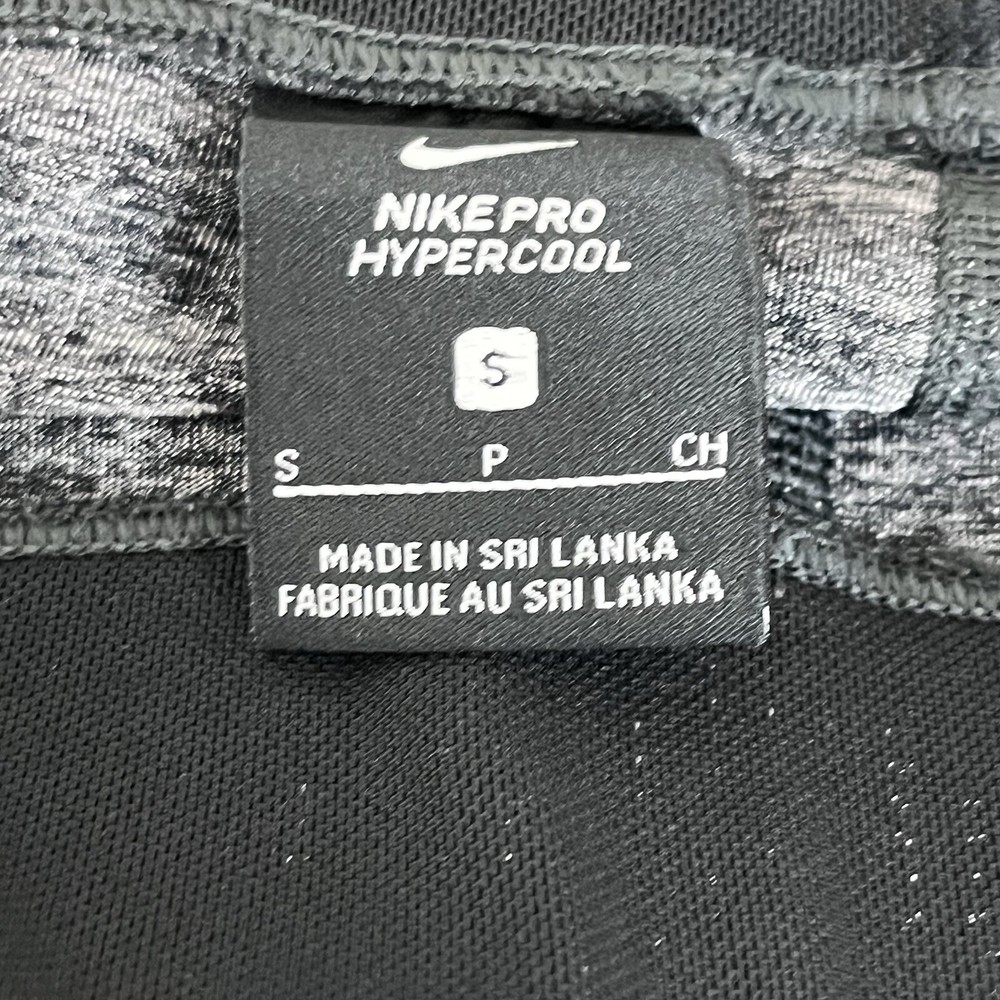 NIKE PRO
HYPERCOOL
S
S P CH
MADE IN SRI LANKA
FABRIQUE AU SRI LANKA